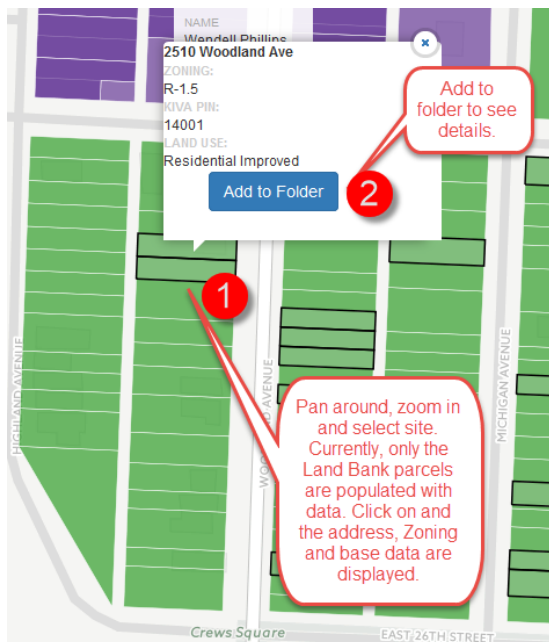 NAME
Wendell Phillips
2510 Woodland Ave
ZONING:
R-1.5
KIVA PIN:
14001
LAND USE:
Residential Improved
Add to Folder
×
Add to
folder to see
details.
2
1
Pan around, zoom in
and select site.
Currently, only the
Land Bank parcels
are populated with
data. Click on and
the address, Zoning
and base data are
displayed.
HIGHLAND AVENUE
AVENUE
MICHIGAN AVENUE
Crews Square
EAST 26TH STREET